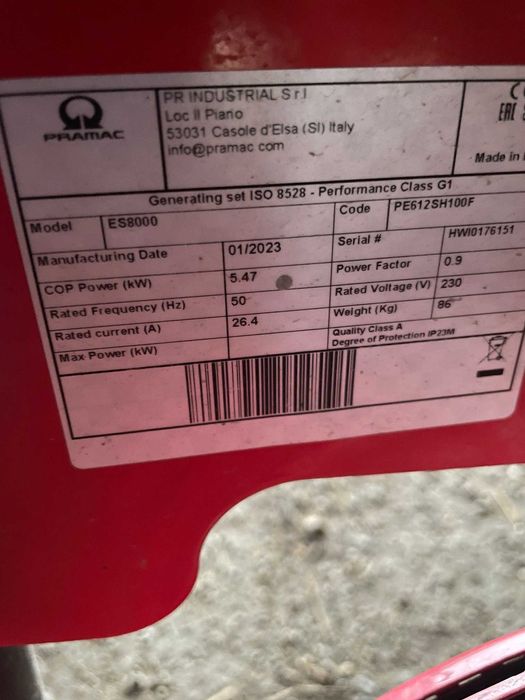 PRAMAC
PR INDUSTRIAL S.r.l
Loc Il Piano
53031 Casole d'Elsa (SI) Italy
info@pramac com
EAC
Made in
Generating set ISO 8528 - Performance Class G1
Model ES8000 Code PE612SH100F
Manufacturing Date 01/2023 Serial # HWI0176151
COP Power (kW) 5.47 Power Factor 0.9
Rated Frequency (Hz) 50 Rated Voltage (V) 230
Rated current (A) 26.4 Weight (Kg) 86
Max Power (kW) Quality Class A
Degree of Protection IP23M